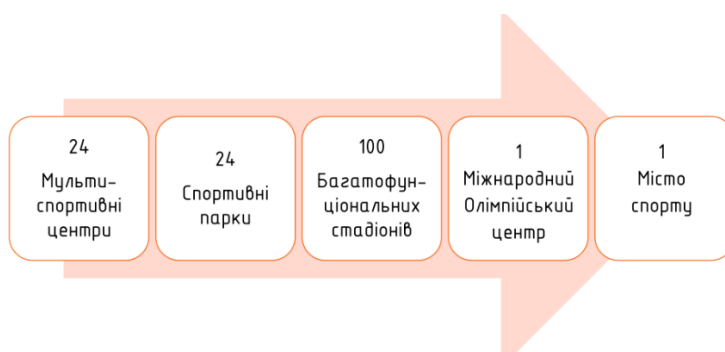 24
Мульти-
спортивні
центри
24
Спортивні
парки
100
Багатофун-
ціональних
стадіонів
1
Міжнародний
Олімпійський
центр
1
Місто
спорту